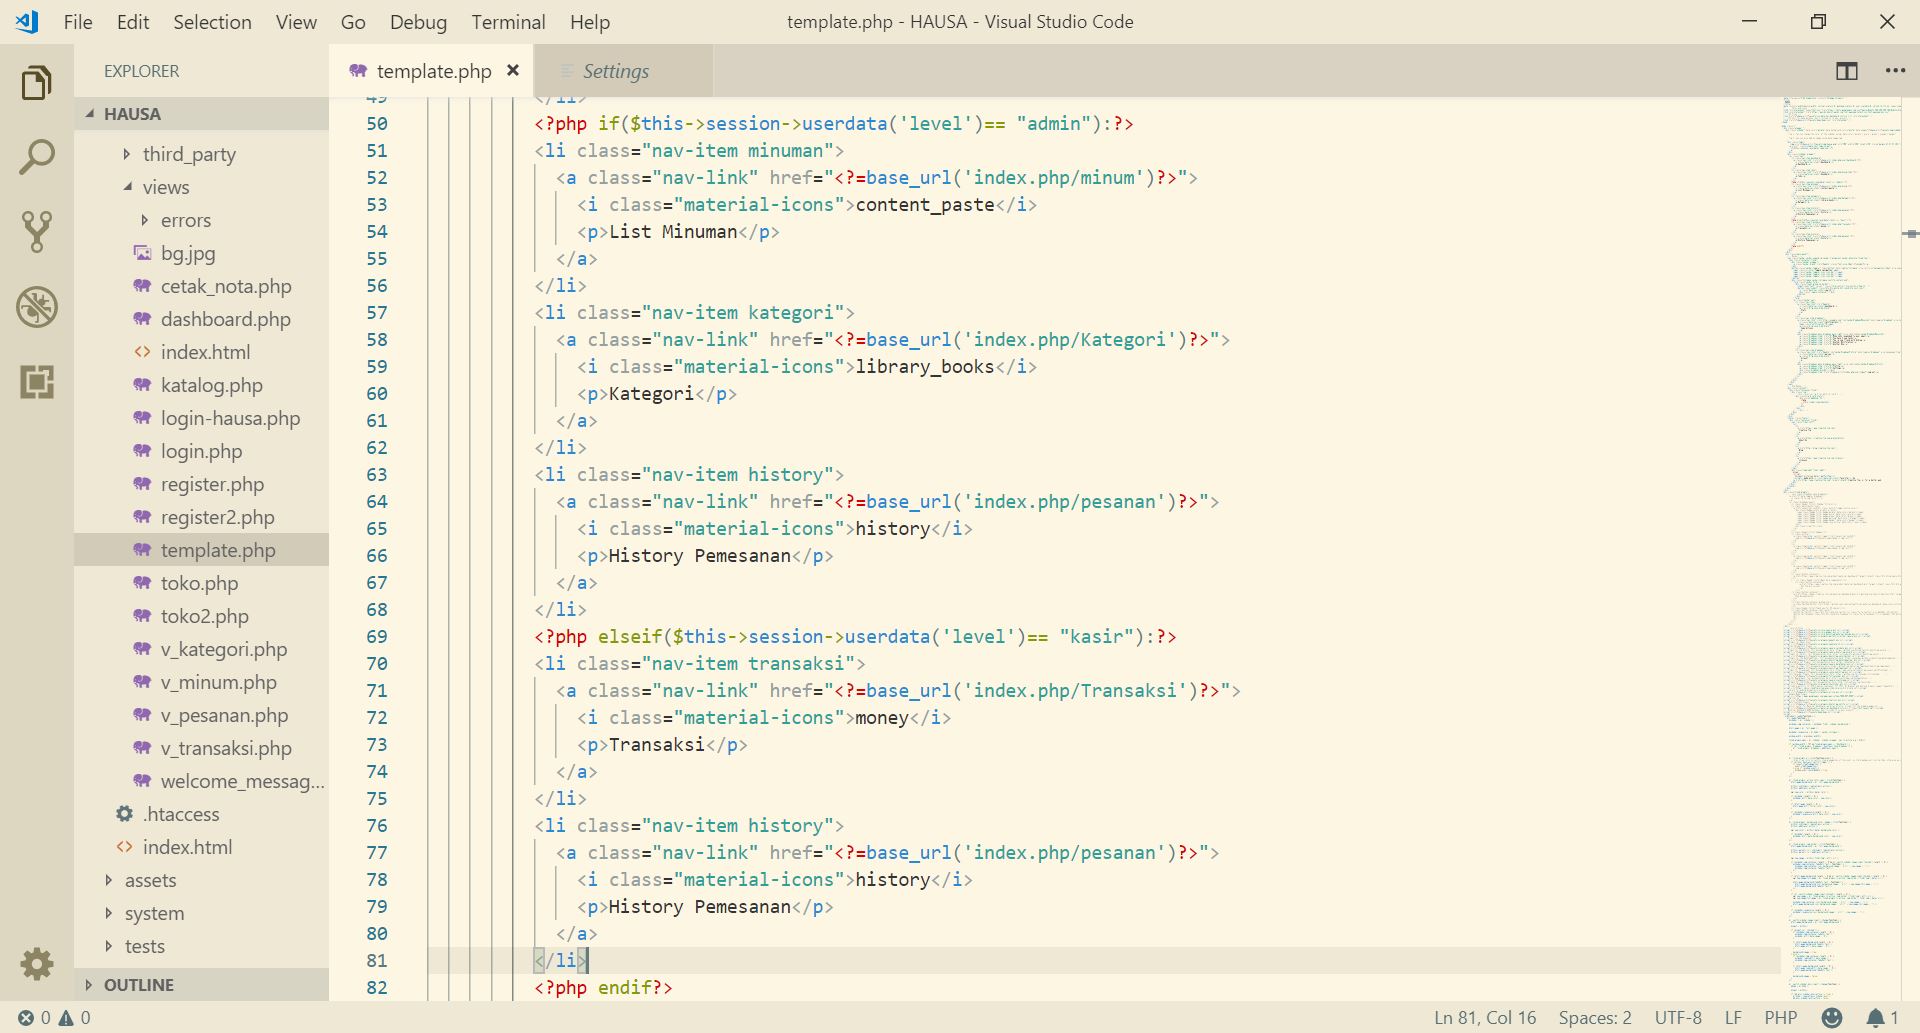 File Edit Selection View Go Debug Terminal Help template.php - HAUSA - Visual Studio Code
EXPLORER
HAUSA
third_party
views
errors
bg.jpg
cetak_nota.php
dashboard.php
index.html
katalog.php
login-hausa.php
login.php
register.php
register2.php
template.php
toko.php
toko2.php
v_kategori.php
v_minum.php
v_pesanan.php
v_transaksi.php
welcome_messag...
.htaccess
index.html
assets
system
tests
OUTLINE
template.php Settings
49 </li>
50 <?php if($this->session->userdata('level')== "admin"):?>
51 <li class="nav-item minuman">
52 <a class="nav-link" href="<?=base_url('index.php/minum')?>">
53 <i class="material-icons">content_paste</i>
54 <p>List Minuman</p>
55 </a>
56 </li>
57 <li class="nav-item kategori">
58 <a class="nav-link" href="<?=base_url('index.php/Kategori')?>">
59 <i class="material-icons">library_books</i>
60 <p>Kategori</p>
61 </a>
62 </li>
63 <li class="nav-item history">
64 <a class="nav-link" href="<?=base_url('index.php/pesanan')?>">
65 <i class="material-icons">history</i>
66 <p>History Pemesanan</p>
67 </a>
68 </li>
69 <?php elseif($this->session->userdata('level')== "kasir"):?>
70 <li class="nav-item transaksi">
71 <a class="nav-link" href="<?=base_url('index.php/Transaksi')?>">
72 <i class="material-icons">money</i>
73 <p>Transaksi</p>
74 </a>
75 </li>
76 <li class="nav-item history">
77 <a class="nav-link" href="<?=base_url('index.php/pesanan')?>">
78 <i class="material-icons">history</i>
79 <p>History Pemesanan</p>
80 </a>
81 </li>
82 <?php endif?>
0 0 Ln 81, Col 16 Spaces: 2 UTF-8 LF PHP 1